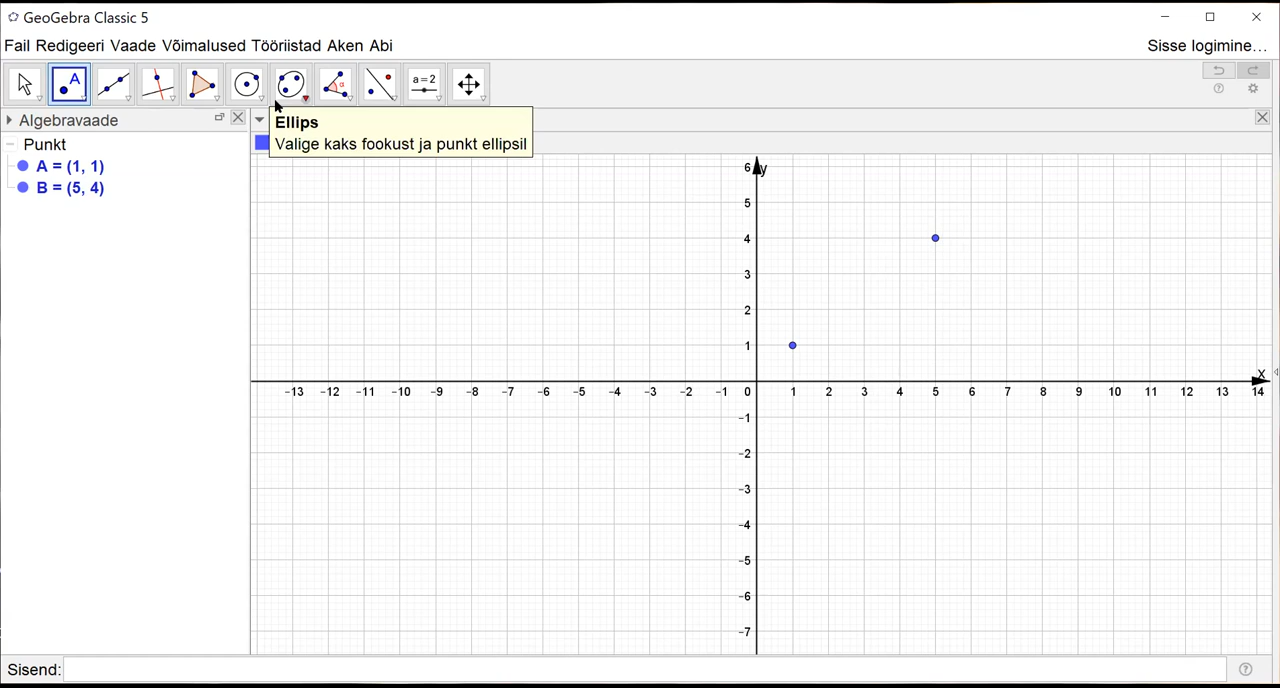 GeoGebra Classic 5
Fail Redigeeri Vaade Võimalused Tööriistad Aken Abi
Sisse logimine...
A
α
a=2
Ellips
Valige kaks fookust ja punkt ellipsil
Algebravaade
Punkt
A = (1, 1)
B = (5, 4)
y
6
5
4
3
2
1
x
−13 −12 −11 −10 −9 −8 −7 −6 −5 −4 −3 −2 −1 0 1 2 3 4 5 6 7 8 9 10 11 12 13 14
−1
−2
−3
−4
−5
−6
−7
Sisend: